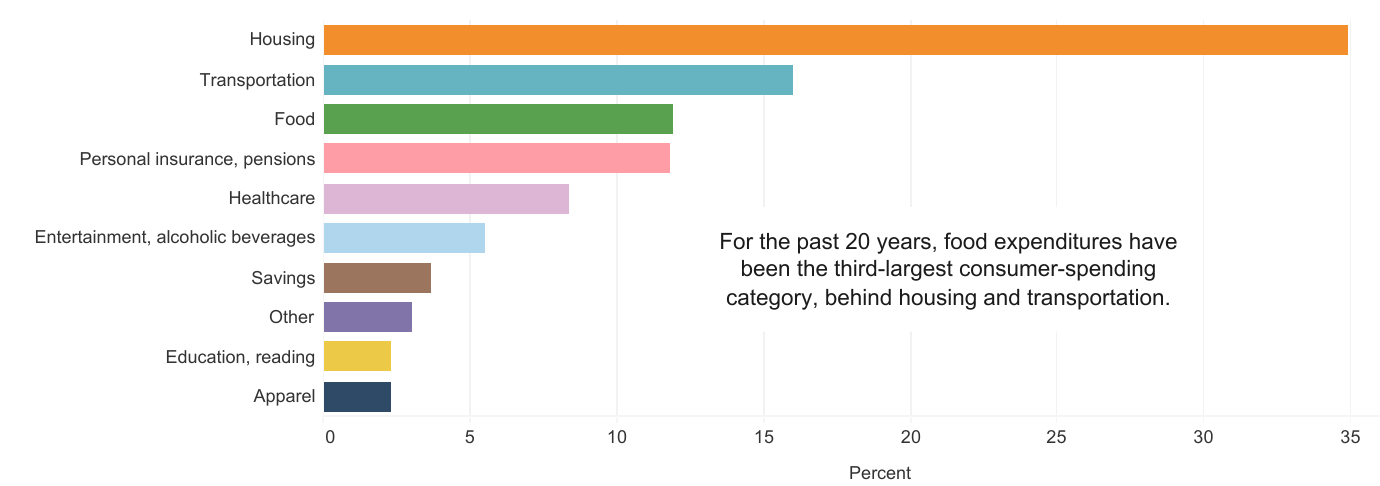 Housing
Transportation
Food
Personal insurance, pensions
Healthcare
Entertainment, alcoholic beverages
For the past 20 years, food expenditures have
been the third-largest consumer-spending
category, behind housing and transportation.
Savings
Other
Education, reading
Apparel
0 5 10 15 20 25 30 35
Percent